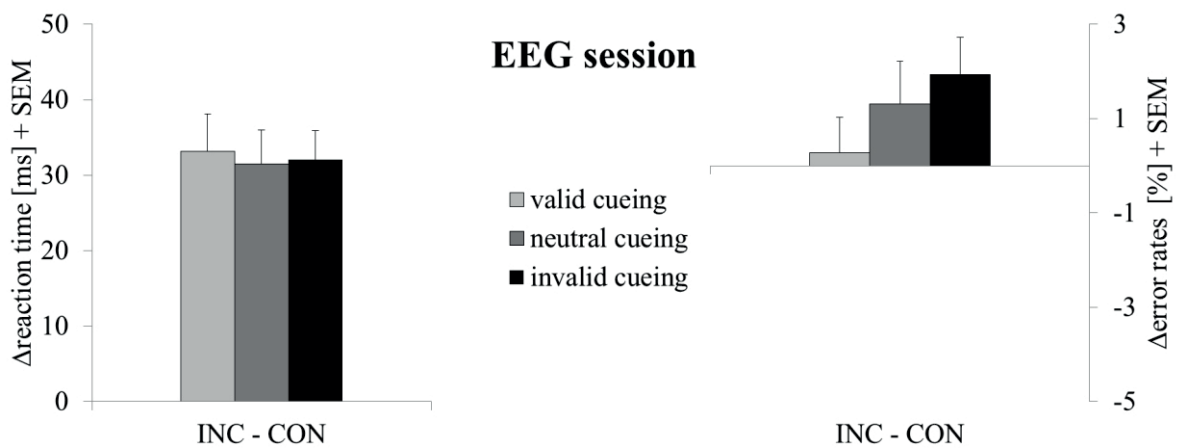 EEG session
Δreaction time [ms] + SEM
50
40
30
20
10
0
INC - CON
valid cueing
neutral cueing
invalid cueing
3
1
-1
-3
-5
Δerror rates [%] + SEM
INC - CON